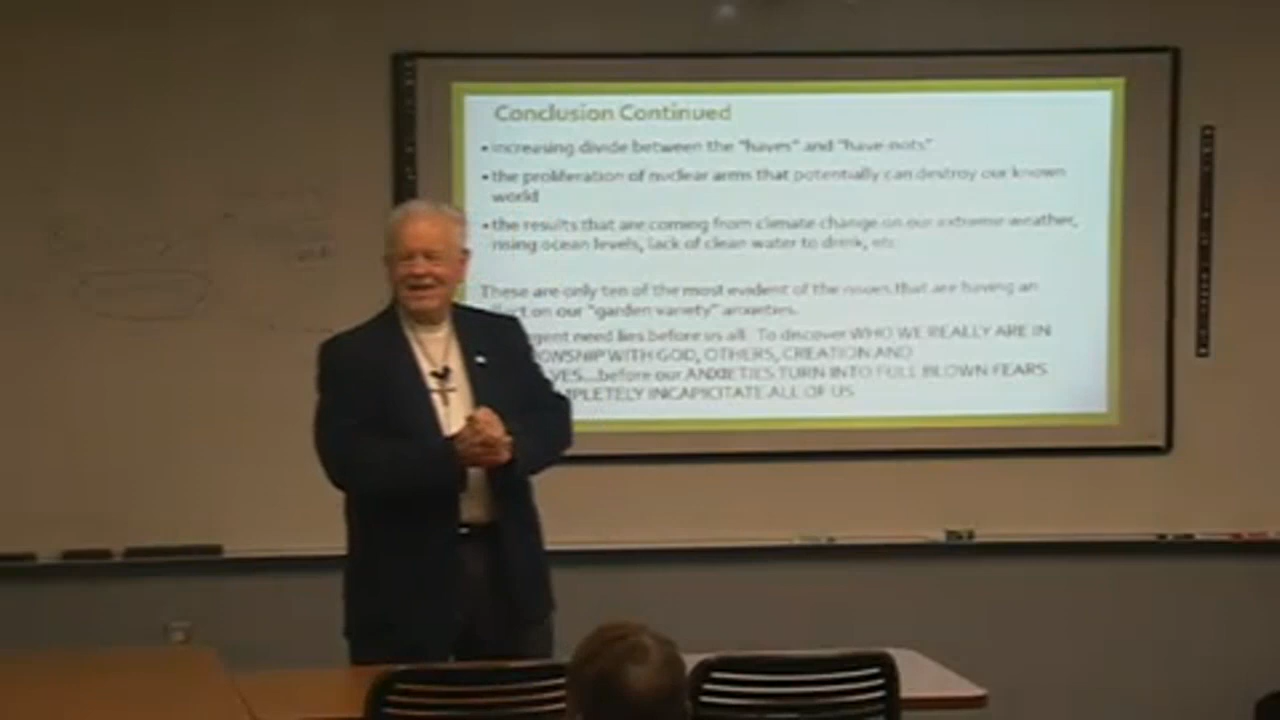 Conclusion Continued
• increasing divide between the "haves" and "have-nots"
• the proliferation of nuclear arms that potentially can destroy our known
world
• the results that are coming from climate change on our extreme weather,
rising ocean levels, lack of clean water to drink, etc.
These are only ten of the most evident of the issues that are having an
on our "garden variety" anxieties.
need lies before us all: To discover WHO WE REALLY ARE IN
WITH GOD, OTHERS, CREATION AND
...before our ANXIETIES TURN INTO FULL BLOWN FEARS
INCAPICITATE ALL OF US